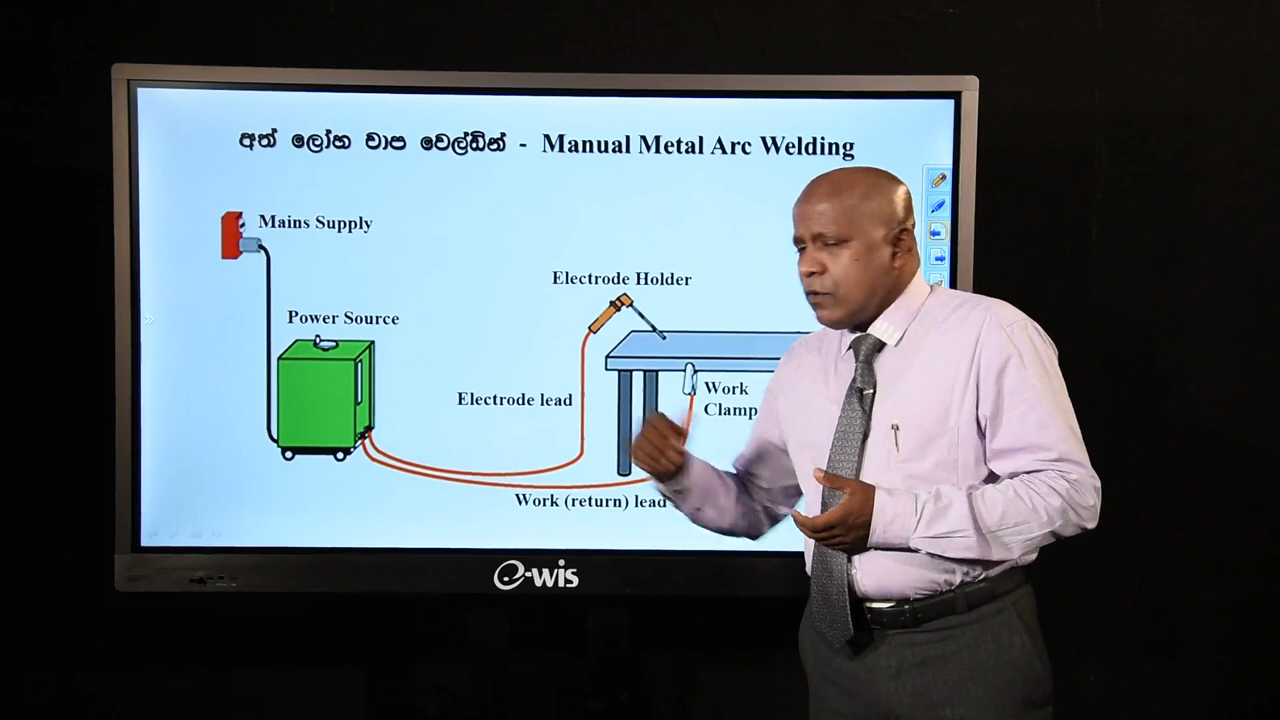 අත් ලෝහ චාප වෙල්ඩින් - Manual Metal Arc Welding
Mains Supply
Electrode Holder
Power Source
Electrode lead
Work
Clamp
Work (return) lead
e-wis